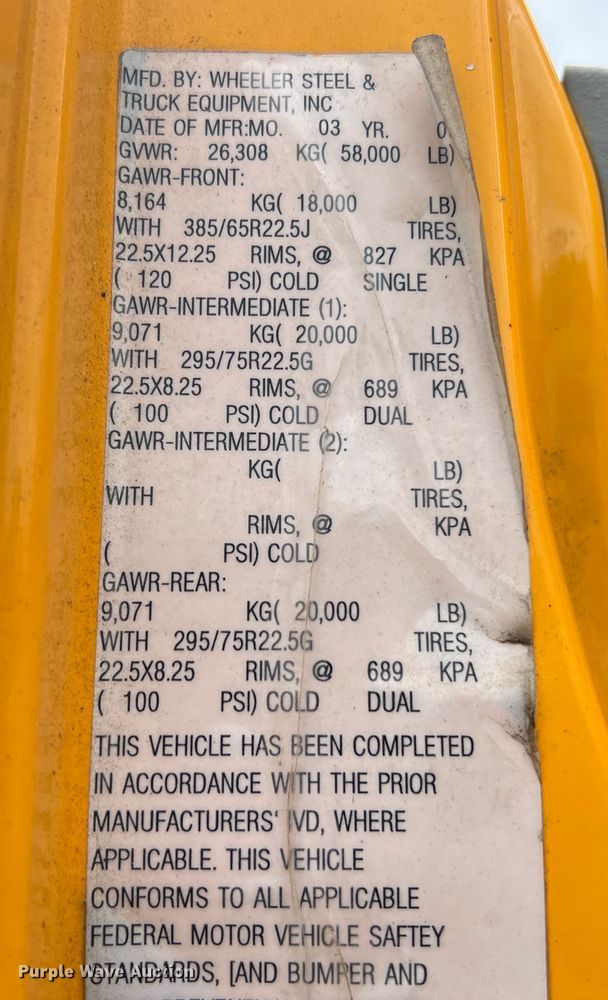 MFD. BY: WHEELER STEEL &
TRUCK EQUIPMENT, INC
DATE OF MFR:MO. 03 YR. 0
GVWR: 26,308 KG( 58,000 LB)
GAWR-FRONT:
8,164 KG( 18,000 LB)
WITH 385/65R22.5J TIRES,
22.5X12.25 RIMS, @ 827 KPA
( 120 PSI) COLD SINGLE
GAWR-INTERMEDIATE (1):
9,071 KG( 20,000 LB)
WITH 295/75R22.5G TIRES,
22.5X8.25 RIMS, @ 689 KPA
( 100 PSI) COLD DUAL
GAWR-INTERMEDIATE (2):
KG( LB)
WITH TIRES,
RIMS, @ KPA
( PSI) COLD
GAWR-REAR:
9,071 KG( 20,000 LB)
WITH 295/75R22.5G TIRES,
22.5X8.25 RIMS, @ 689 KPA
( 100 PSI) COLD DUAL
THIS VEHICLE HAS BEEN COMPLETED
IN ACCORDANCE WITH THE PRIOR
MANUFACTURERS' IVD, WHERE
APPLICABLE. THIS VEHICLE
CONFORMS TO ALL APPLICABLE
FEDERAL MOTOR VEHICLE SAFTEY
STANDARDS, [AND BUMPER AND
Purple Wave Auction